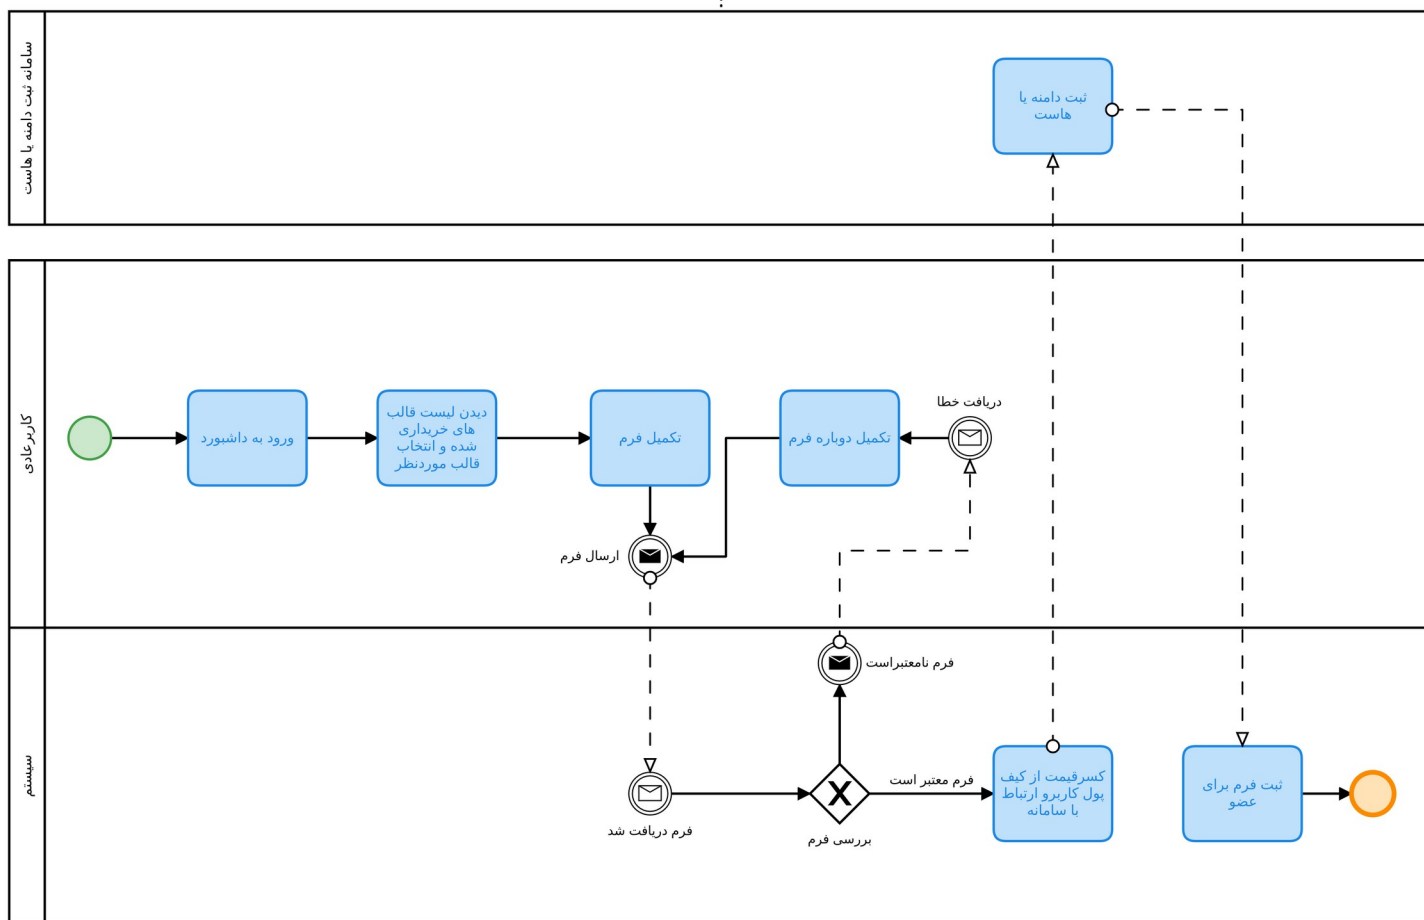 سامانه ثبت دامنه یا هاست
ثبت دامنه یا
هاست
کاربرعادی
ورود به داشبورد
دیدن لیست قالب
های خریداری
شده و انتخاب
قالب موردنظر
تکمیل فرم
تکمیل دوباره فرم
دریافت خطا
ارسال فرم
سیستم
فرم نامعتبراست
فرم دریافت شد
بررسی فرم
فرم معتبر است
کسرقیمت از کیف
پول کاربرو ارتباط
با سامانه
ثبت فرم برای
عضو